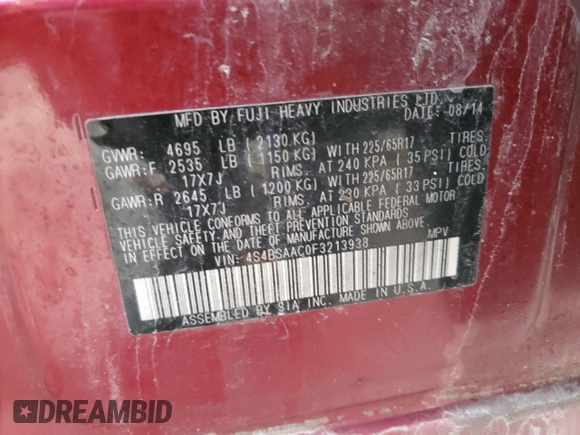 MFD BY FUJI HEAVY INDUSTRIES LTD.
DATE: 08/14
GVWR: 4695 LB (2130 KG)
GAWR:F 2535 LB (1150 KG) WITH 225/65R17 TIRES.
17X7J RIMS. AT 240 KPA (35 PSI) COLD
GAWR:R 2645 LB (1200 KG) WITH 225/65R17 TIRES.
17X7J RIMS. AT 230 KPA (33 PSI) COLD
THIS VEHICLE CONFORMS TO ALL APPLICABLE FEDERAL MOTOR
VEHICLE SAFETY STANDARDS IN EFFECT ON THE DATE
OF MANUFACTURE SHOWN ABOVE.
VIN: 4S4BSAAC0F3213938 MPV
ASSEMBLED BY SIA INC. MADE IN U.S.A.
DREAMBID